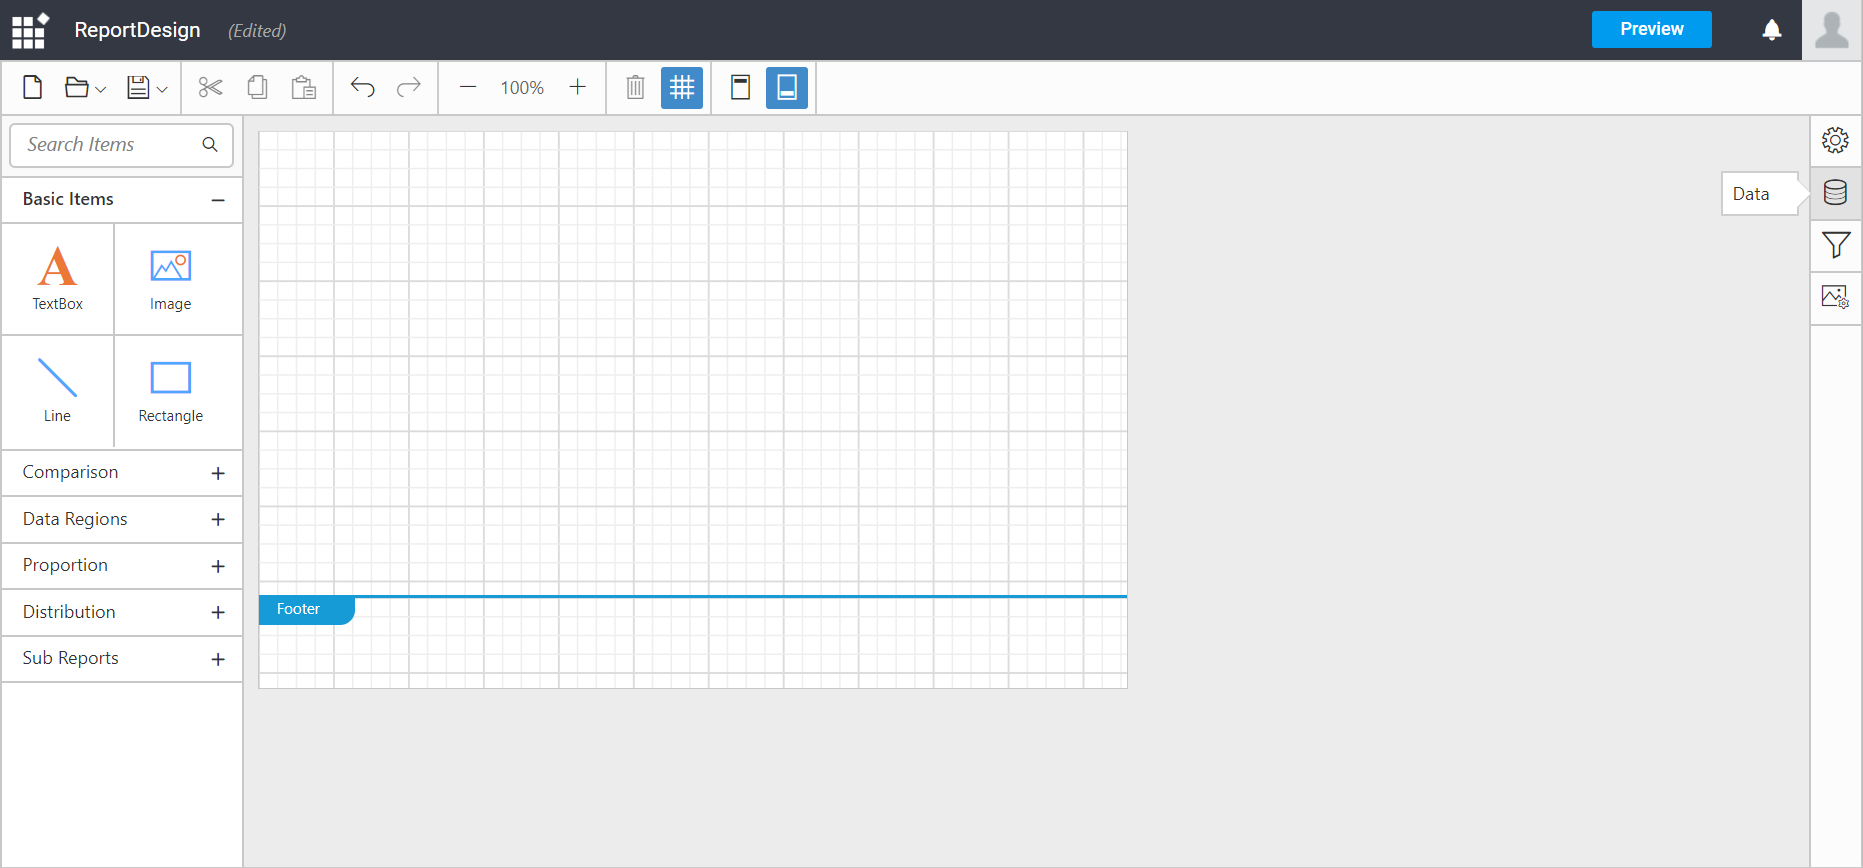 ReportDesign (Edited) Preview
100%
Search Items
Basic Items
Data
TextBox Image
Line Rectangle
Comparison
Data Regions
Proportion
Distribution
Sub Reports
Footer